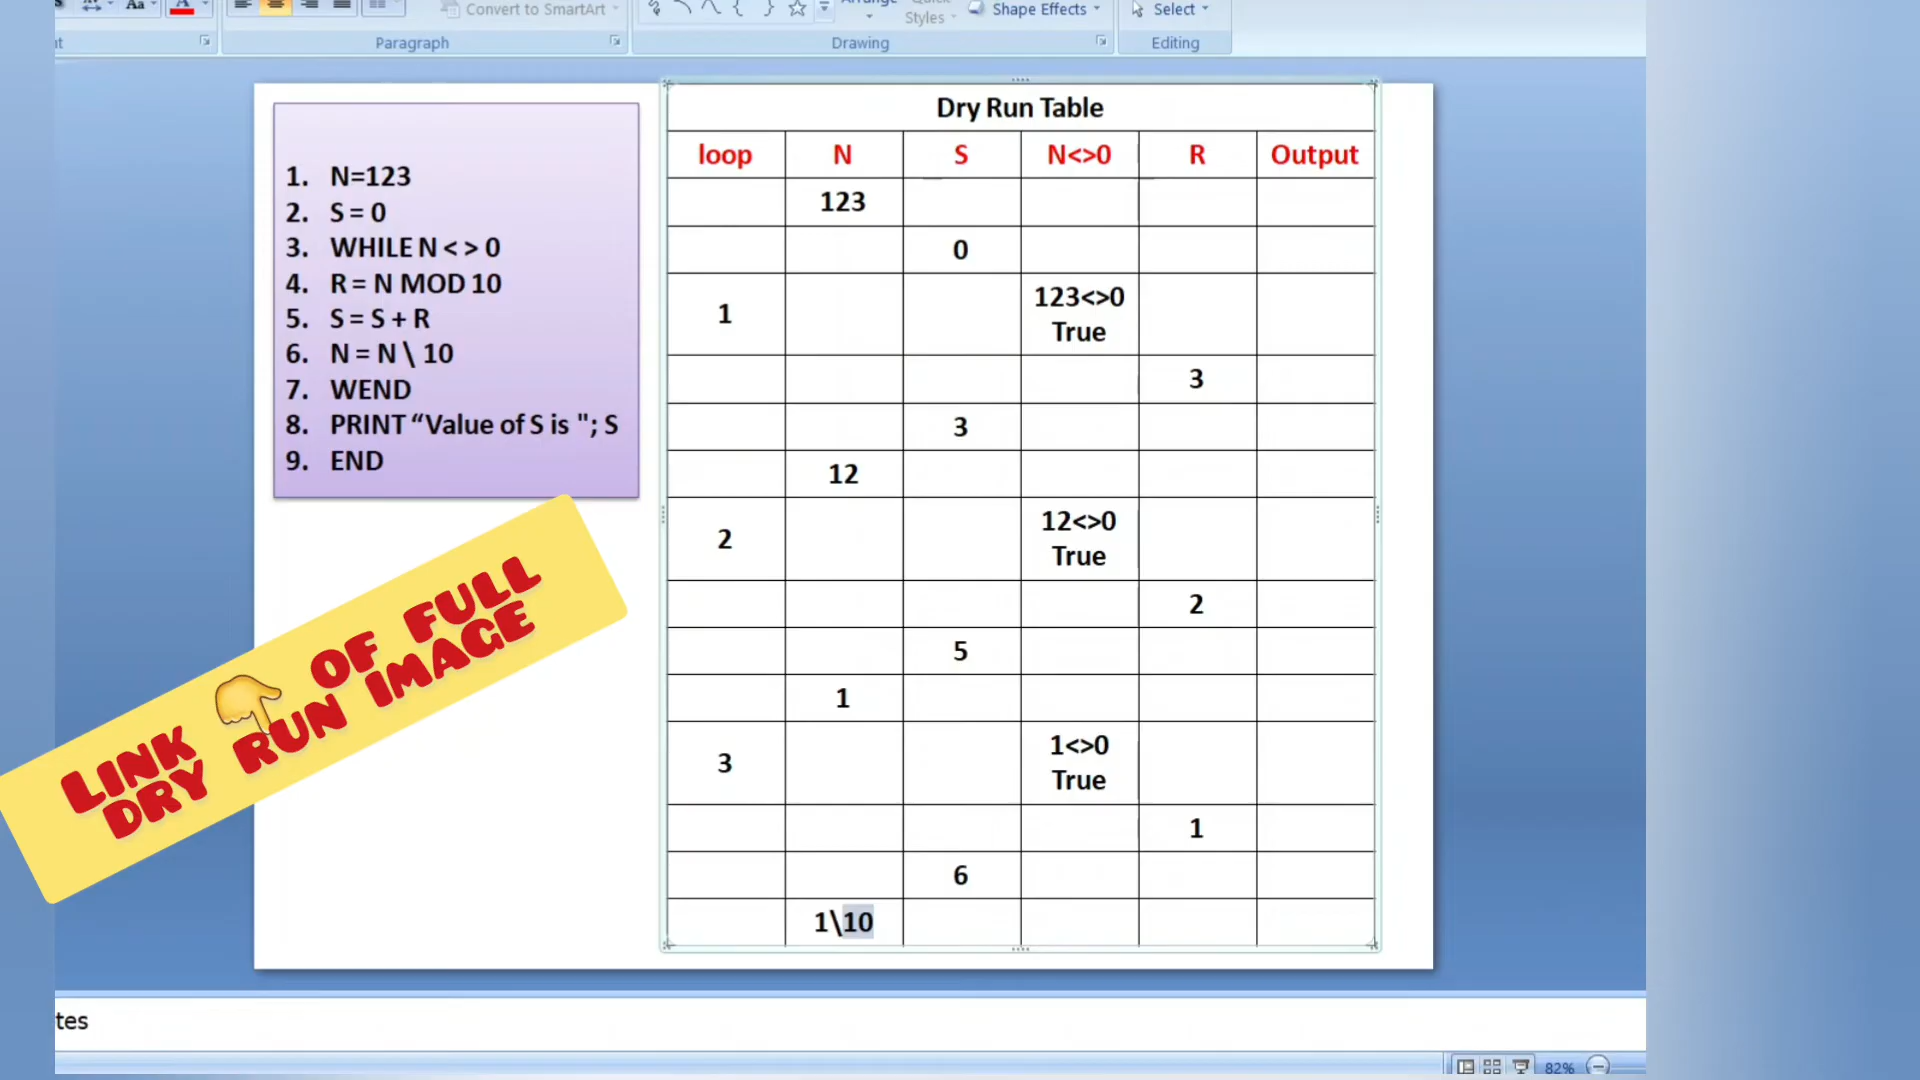 Aa
A
Convert to SmartArt
Styles
Shape Effects
Select
Paragraph
Drawing
Editing
1. N=123
2. S = 0
3. WHILE N < > 0
4. R = N MOD 10
5. S = S + R
6. N = N \ 10
7. WEND
8. PRINT “Value of S is "; S
9. END
Dry Run Table
loop N S N<>0 R Output
123
0
1 123<>0
True
3
3
12
2 12<>0
True
2
5
1
3 1<>0
True
1
6
1\10
Link 👇 of full
dry run image
tes
82%